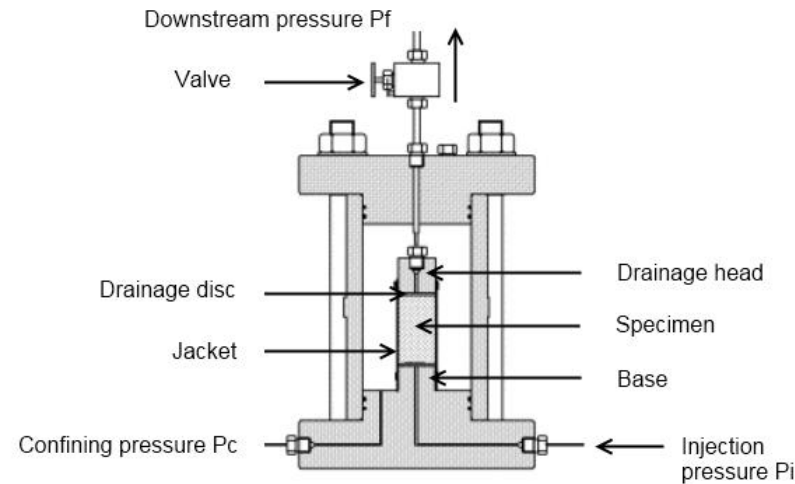 Downstream pressure Pf
Valve
Drainage head
Drainage disc
Specimen
Jacket
Base
Confining pressure Pc
Injection
pressure Pi